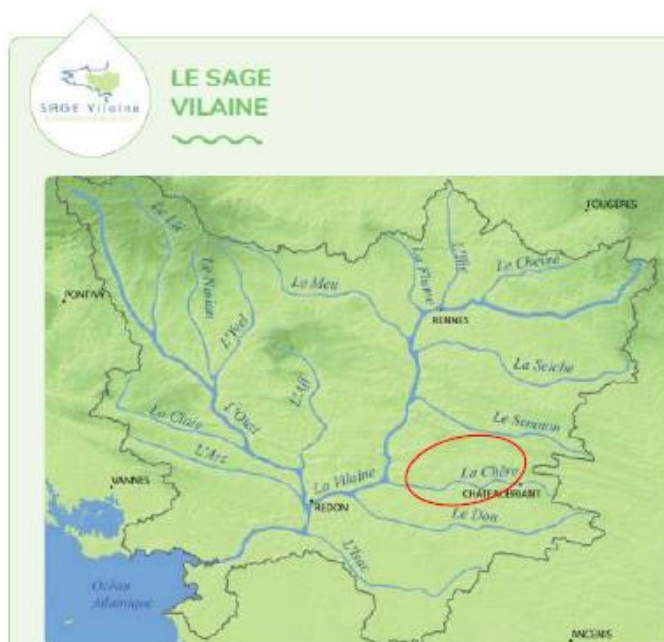 SAGE Vilaine
LE SAGE
VILAINE
FOUGERES
Le Lié
Le Ninian
L'Yvel
Le Meu
La Flume
L'Ille
Le Chevré
PONTIVY
RENNES
La Seiche
L'Aff
L'Oust
La Claie
L'Arz
Le Semnon
La Vilaine
La Chère
VANNES
REDON
CHÂTEAUBRIANT
Le Don
L'Isac
Océan
Atlantique
ANCENIS